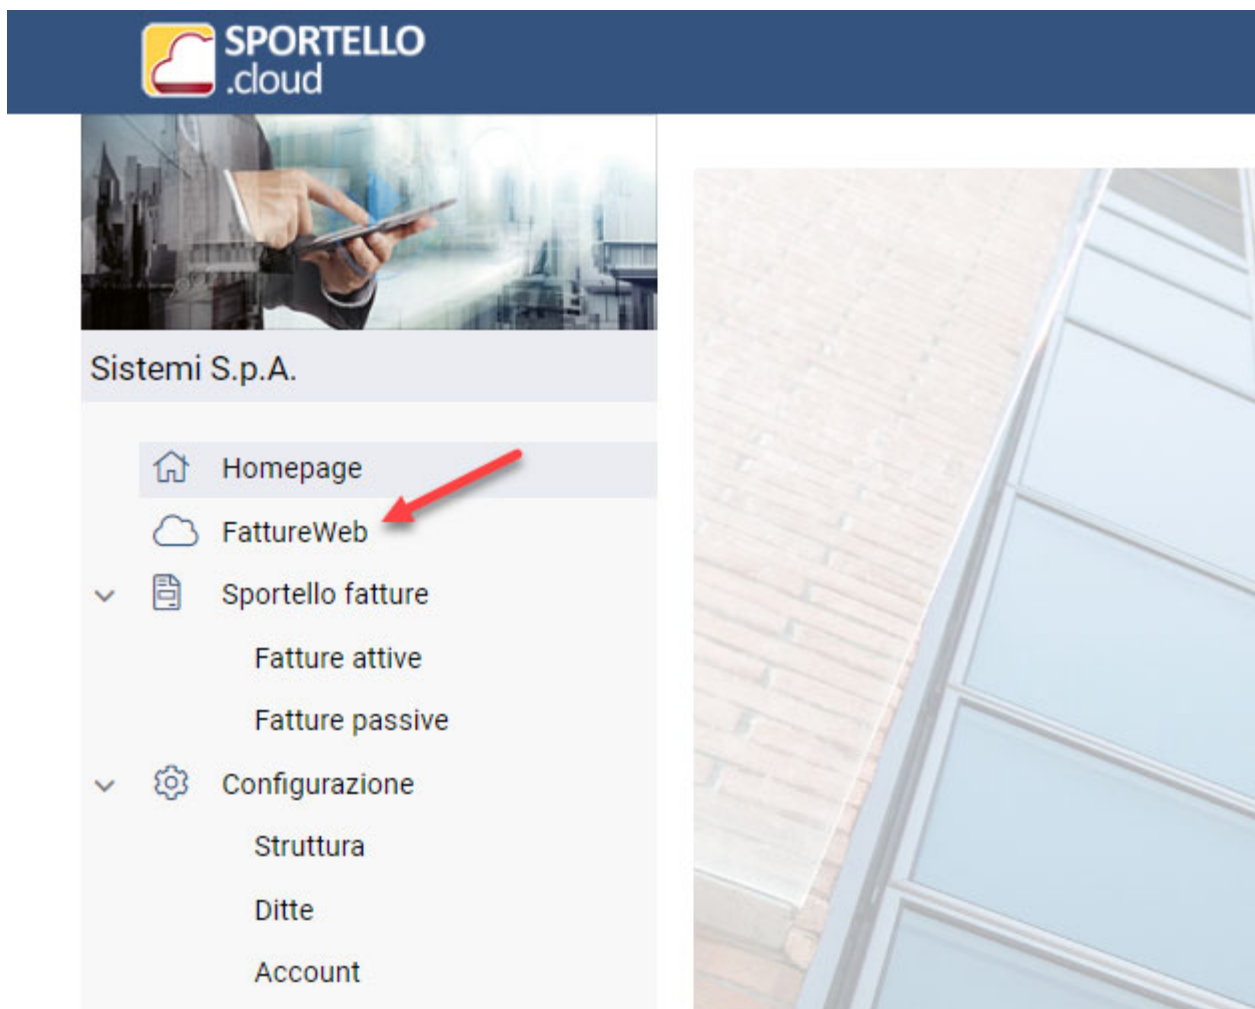 SPORTELLO
.cloud
Sistemi S.p.A.
Homepage
FattureWeb
Sportello fatture
Fatture attive
Fatture passive
Configurazione
Struttura
Ditte
Account